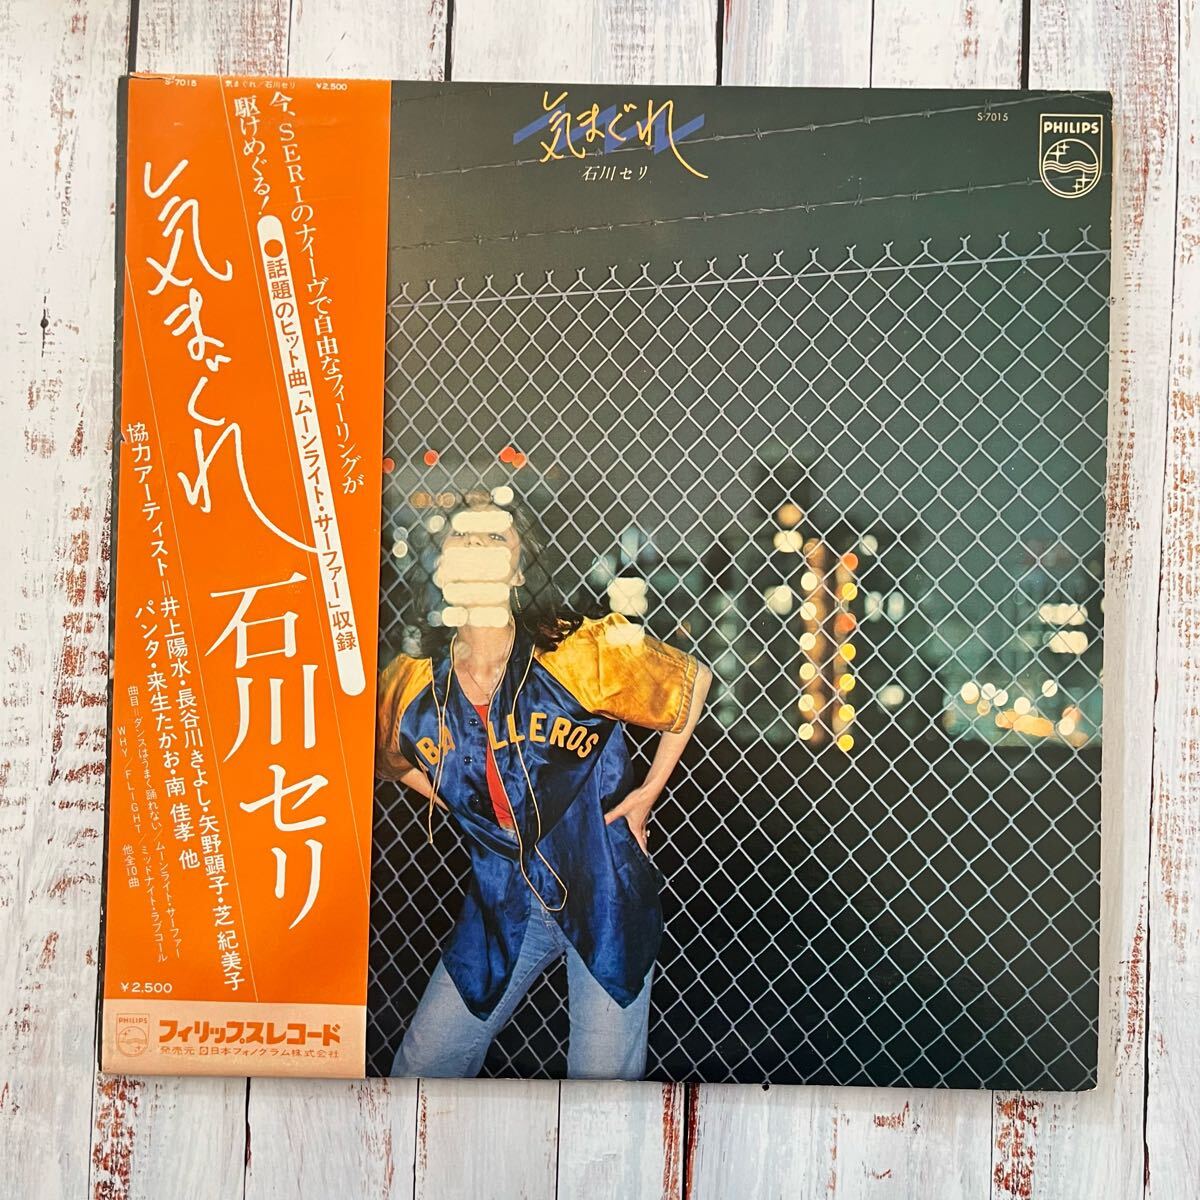 S-7015
気まぐれ/石川セリ
¥2,500
今、SERIのナイーヴで自由なフィーリングが
駆けめぐる!
●話題のヒット曲「ムーンライト・サーファー」収録
気まぐれ
石川セリ
協力アーティスト=井上陽水・長谷川きよし・矢野顕子・芝 紀美子
パンタ・来生たかお・南 佳孝 他
曲目=ダンスはうまく踊れない/ムーンライト・サーファー
WHY/FLIGHT/ミッドナイト・ラブコール
他全10曲
¥2,500
PHILIPS
フィリップスレコード
発売元 日本フォノグラム株式会社
気まぐれ
石川セリ
S-7015
PHILIPS
BA LLEROS